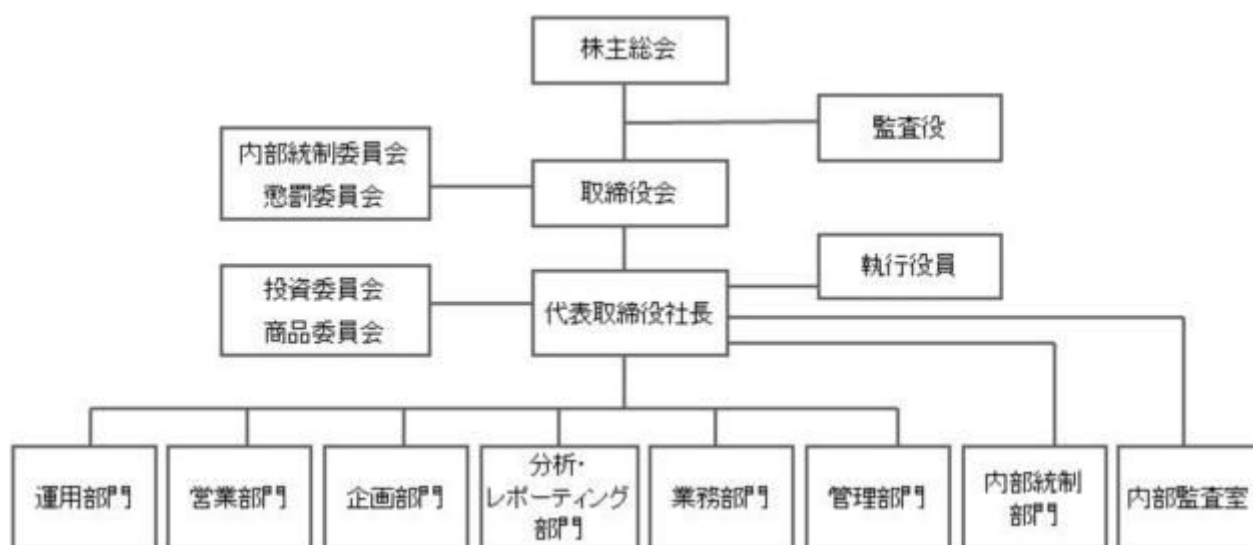 株主総会
監査役
内部統制委員会
懲罰委員会
取締役会
執行役員
投資委員会
商品委員会
代表取締役社長
運用部門
営業部門
企画部門
分析・
レポーティング
部門
業務部門
管理部門
内部統制
部門
内部監査室